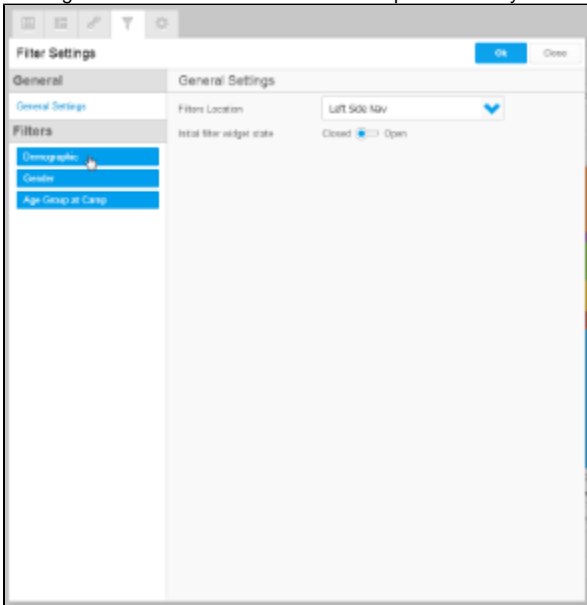 Filter Settings
Ok
Close
General
General Settings
General Settings
Filters Location
Left Side Nav
Initial filter widget state
Closed
Open
Filters
Demographic
Gender
Age Group at Camp